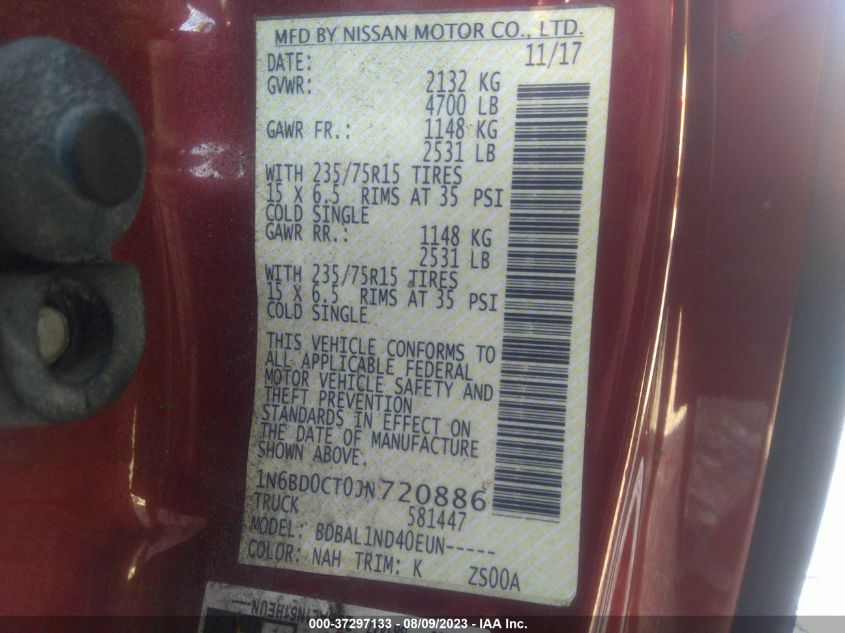 MFD BY NISSAN MOTOR CO., LTD.
DATE: 11/17
GVWR: 2132 KG
4700 LB
GAWR FR.: 1148 KG
2531 LB
WITH 235/75R15 TIRES
15 X 6.5 RIMS AT 35 PSI
COLD SINGLE
GAWR RR.: 1148 KG
2531 LB
WITH 235/75R15 TIRES
15 X 6.5 RIMS AT 35 PSI
COLD SINGLE
THIS VEHICLE CONFORMS TO
ALL APPLICABLE FEDERAL
MOTOR VEHICLE SAFETY AND
THEFT PREVENTION
STANDARDS IN EFFECT ON
THE DATE OF MANUFACTURE
SHOWN ABOVE.
1N6BD0CT0JN720886
TRUCK 581447
MODEL: BDBAL1ND40EUN-----
COLOR: NAH TRIM: K ZS00A
000-37297133 - 08/09/2023 - IAA Inc.